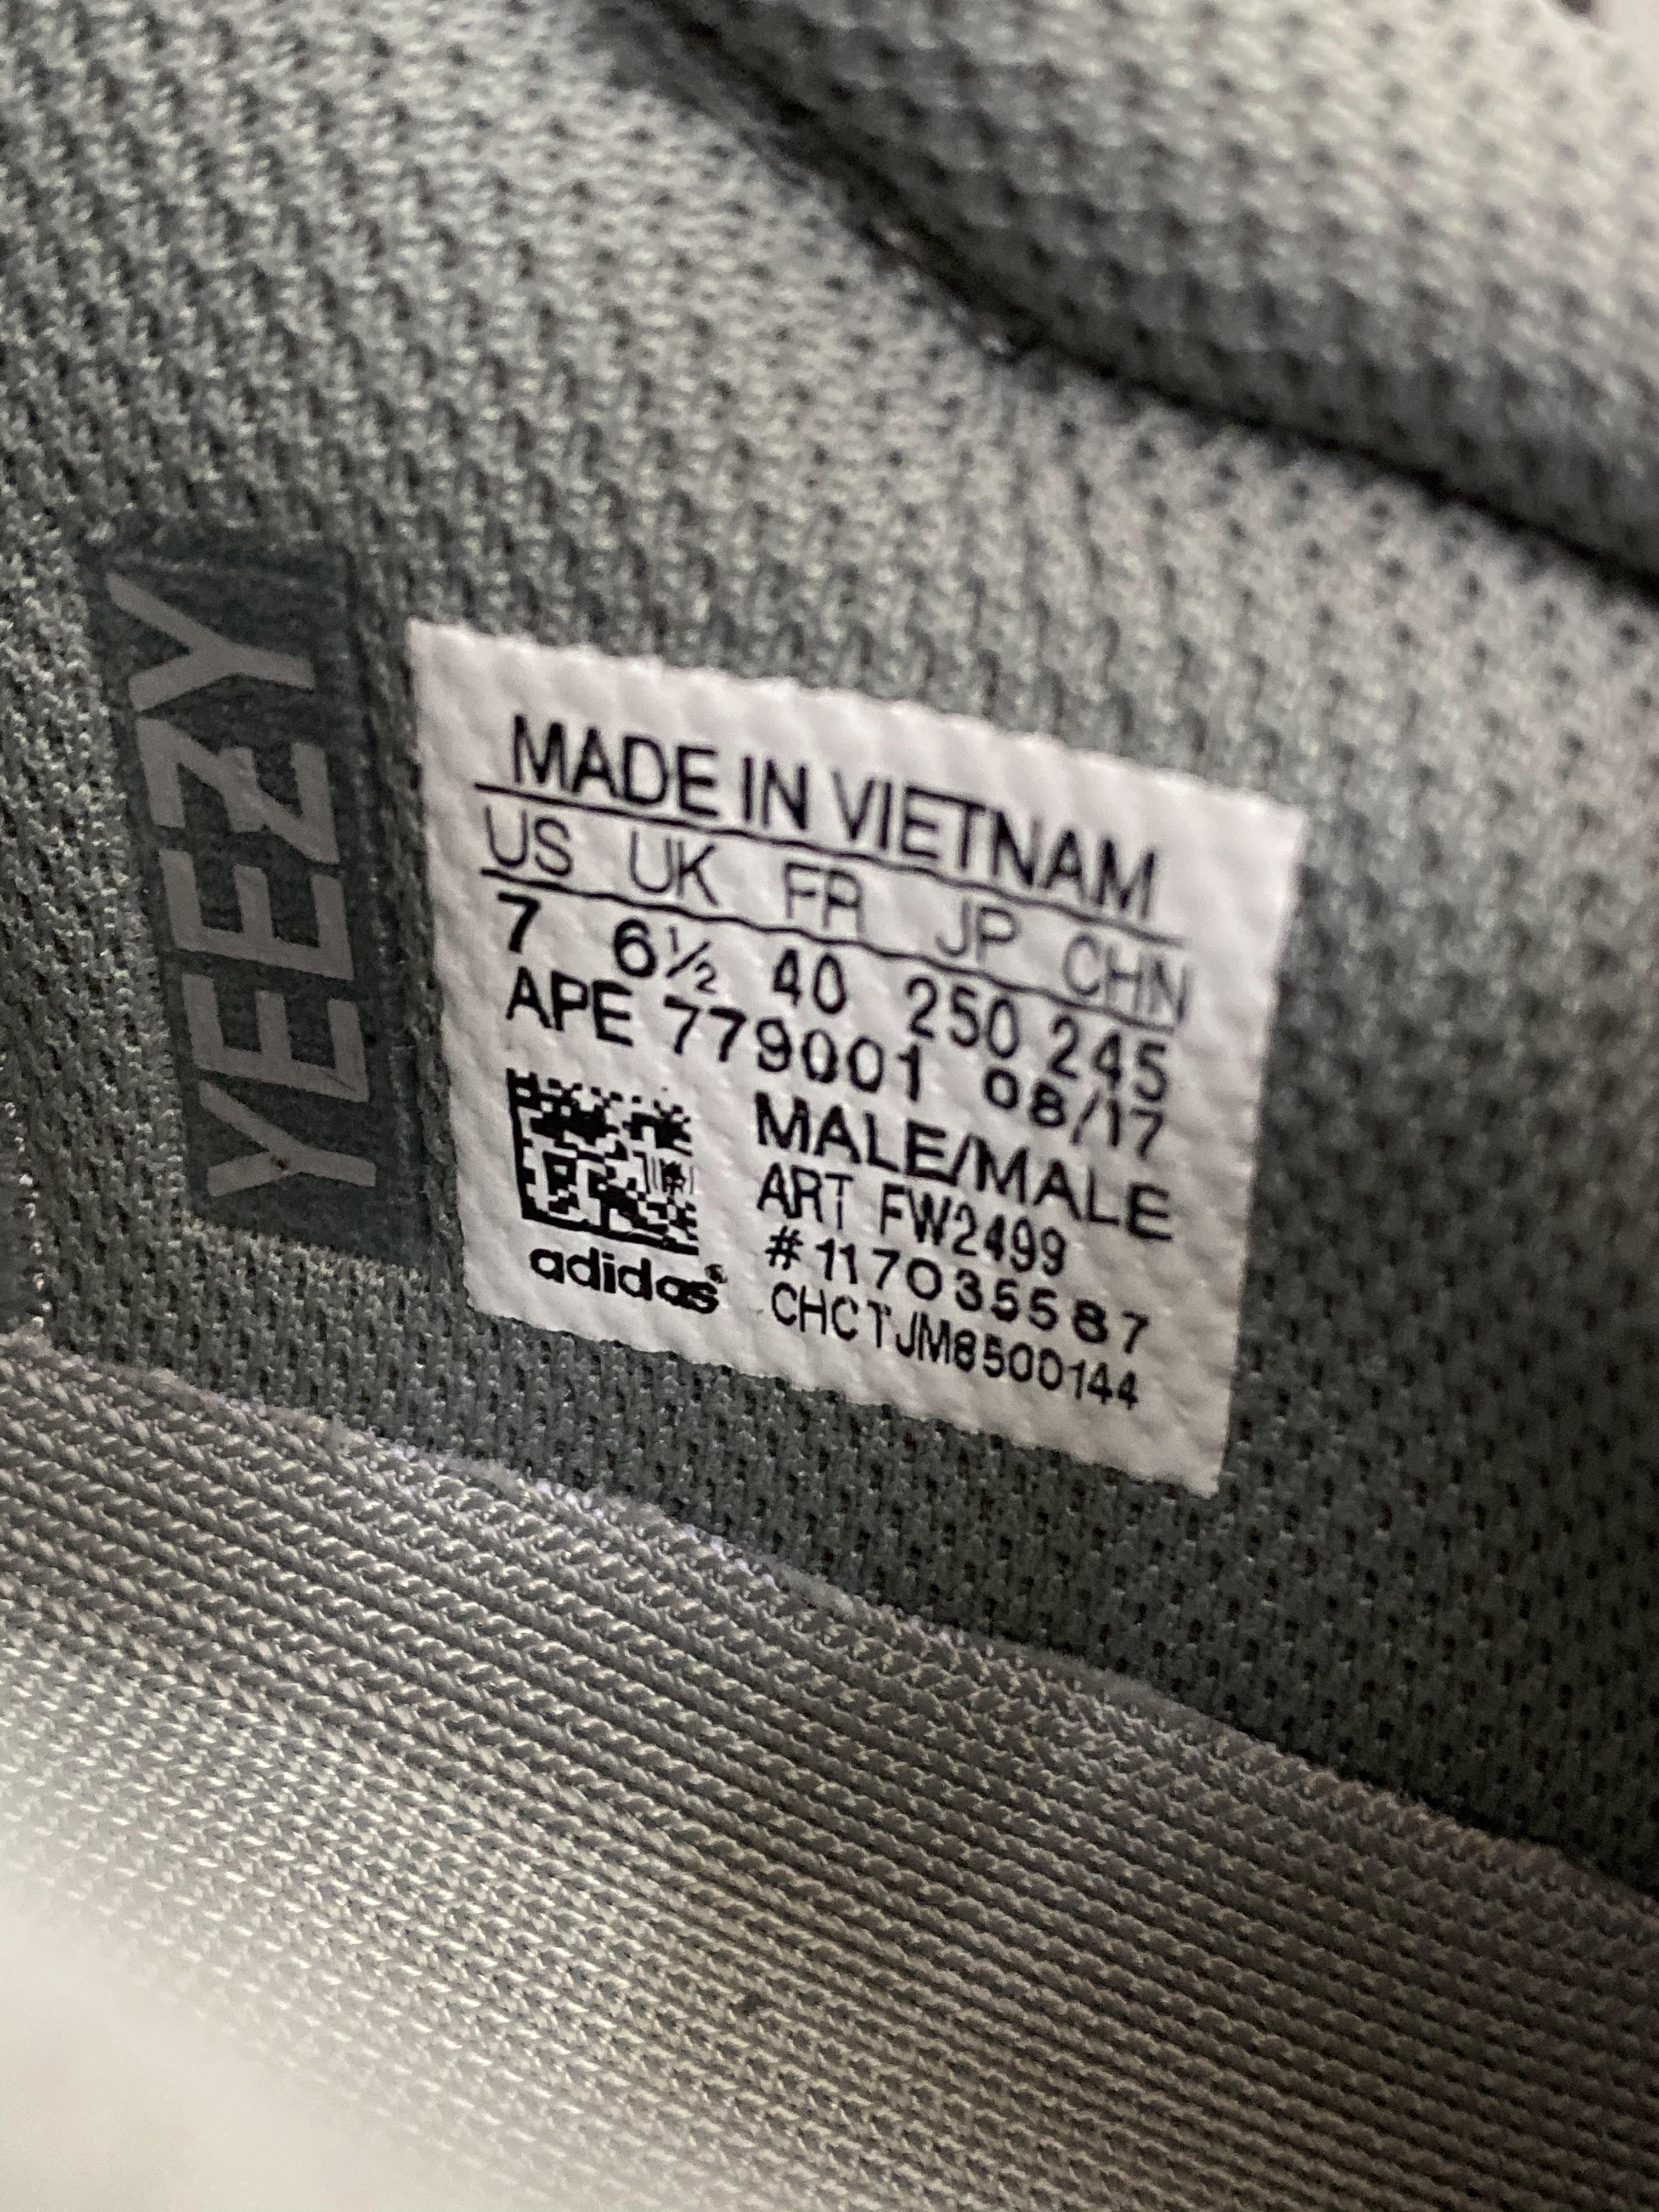 YEEZY
MADE IN VIETNAM
US UK FR JP CHN
7 6½ 40 250 245
APE 779001 08/17
MALE/MALE
ART FW2499
#117035587
CHCTJM8500144
adidas®